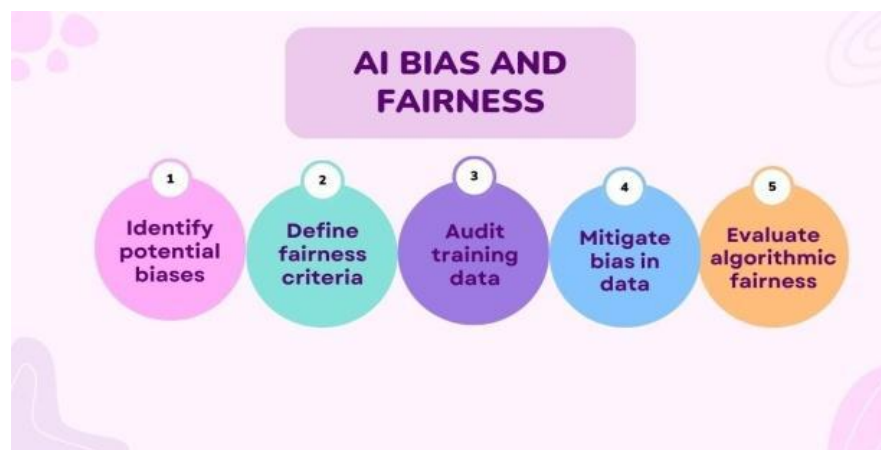 AI BIAS AND
FAIRNESS
1
Identify
potential
biases
2
Define
fairness
criteria
3
Audit
training
data
4
Mitigate
bias in
data
5
Evaluate
algorithmic
fairness